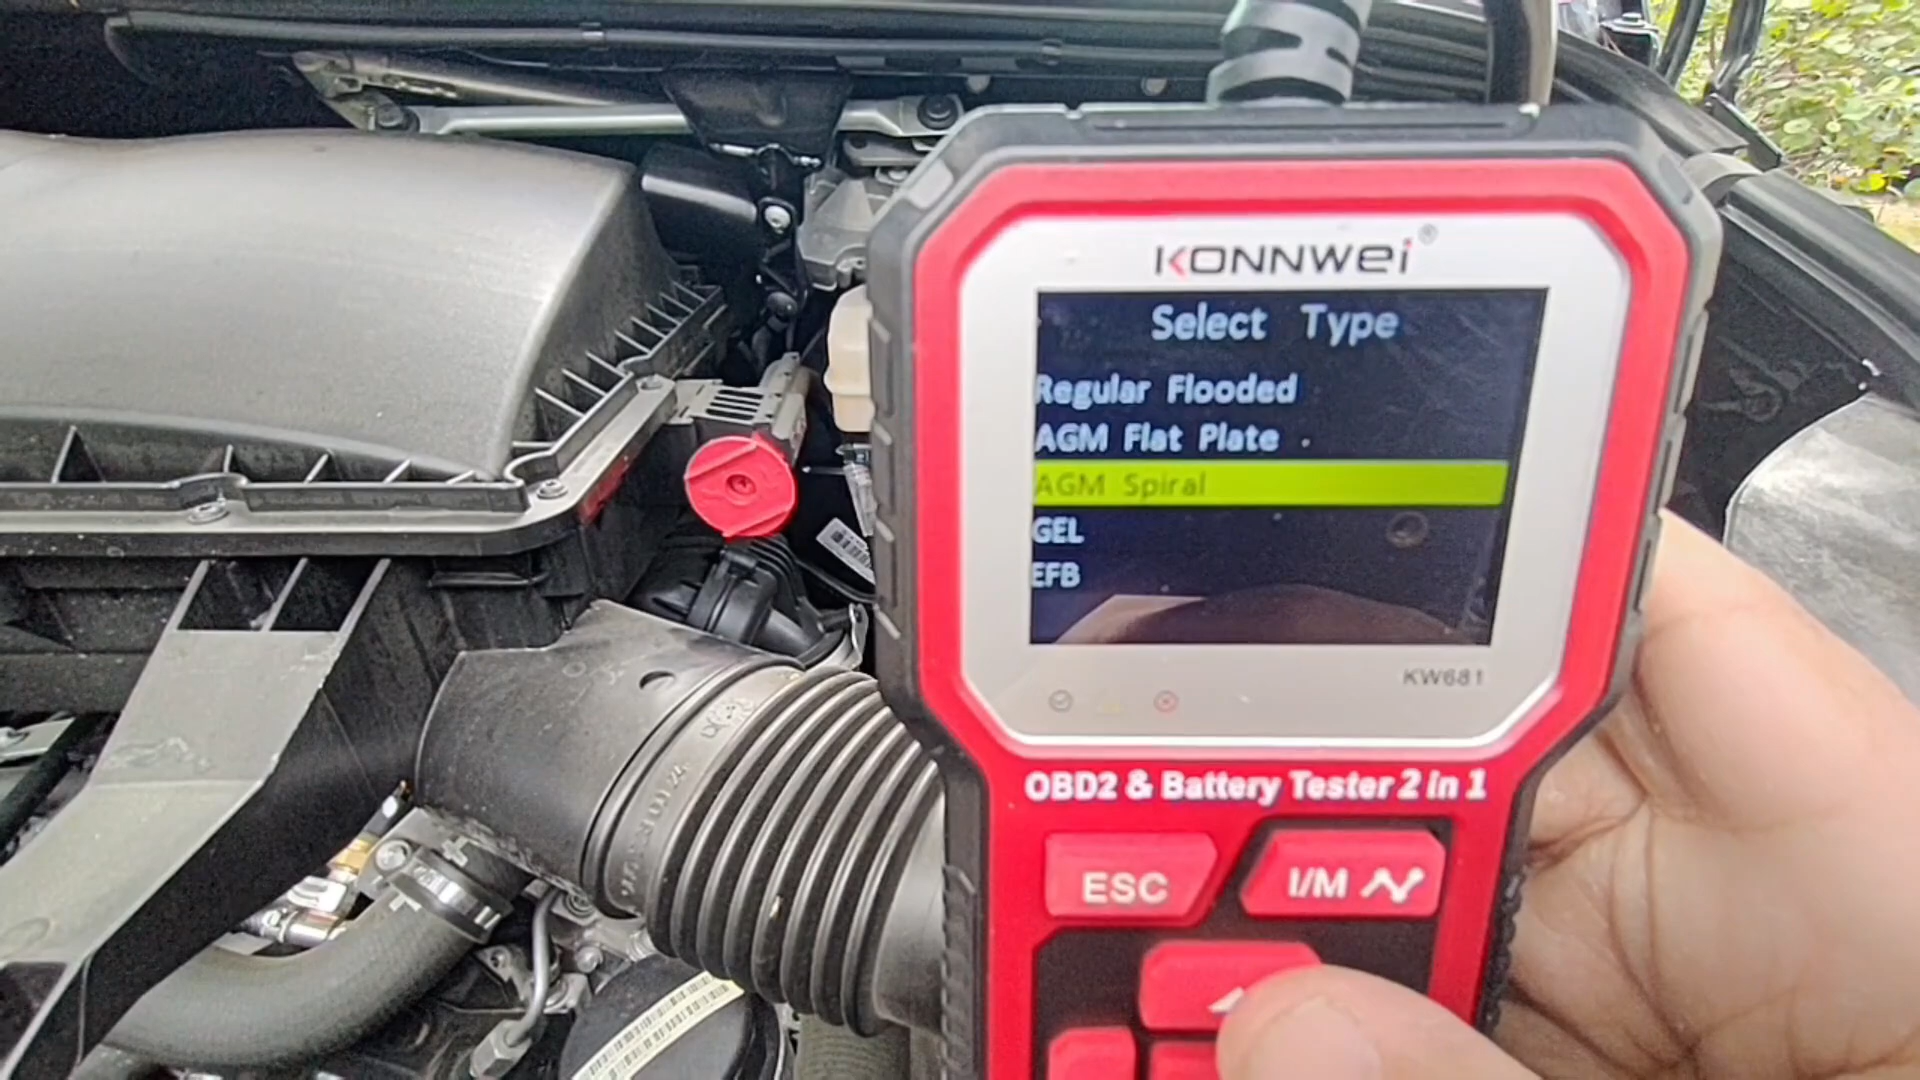 KONNWEI®
Select Type
Regular Flooded
AGM Flat Plate
AGM Spiral
GEL
EFB
KW681
OBD2 & Battery Tester 2 in 1
ESC
I/M